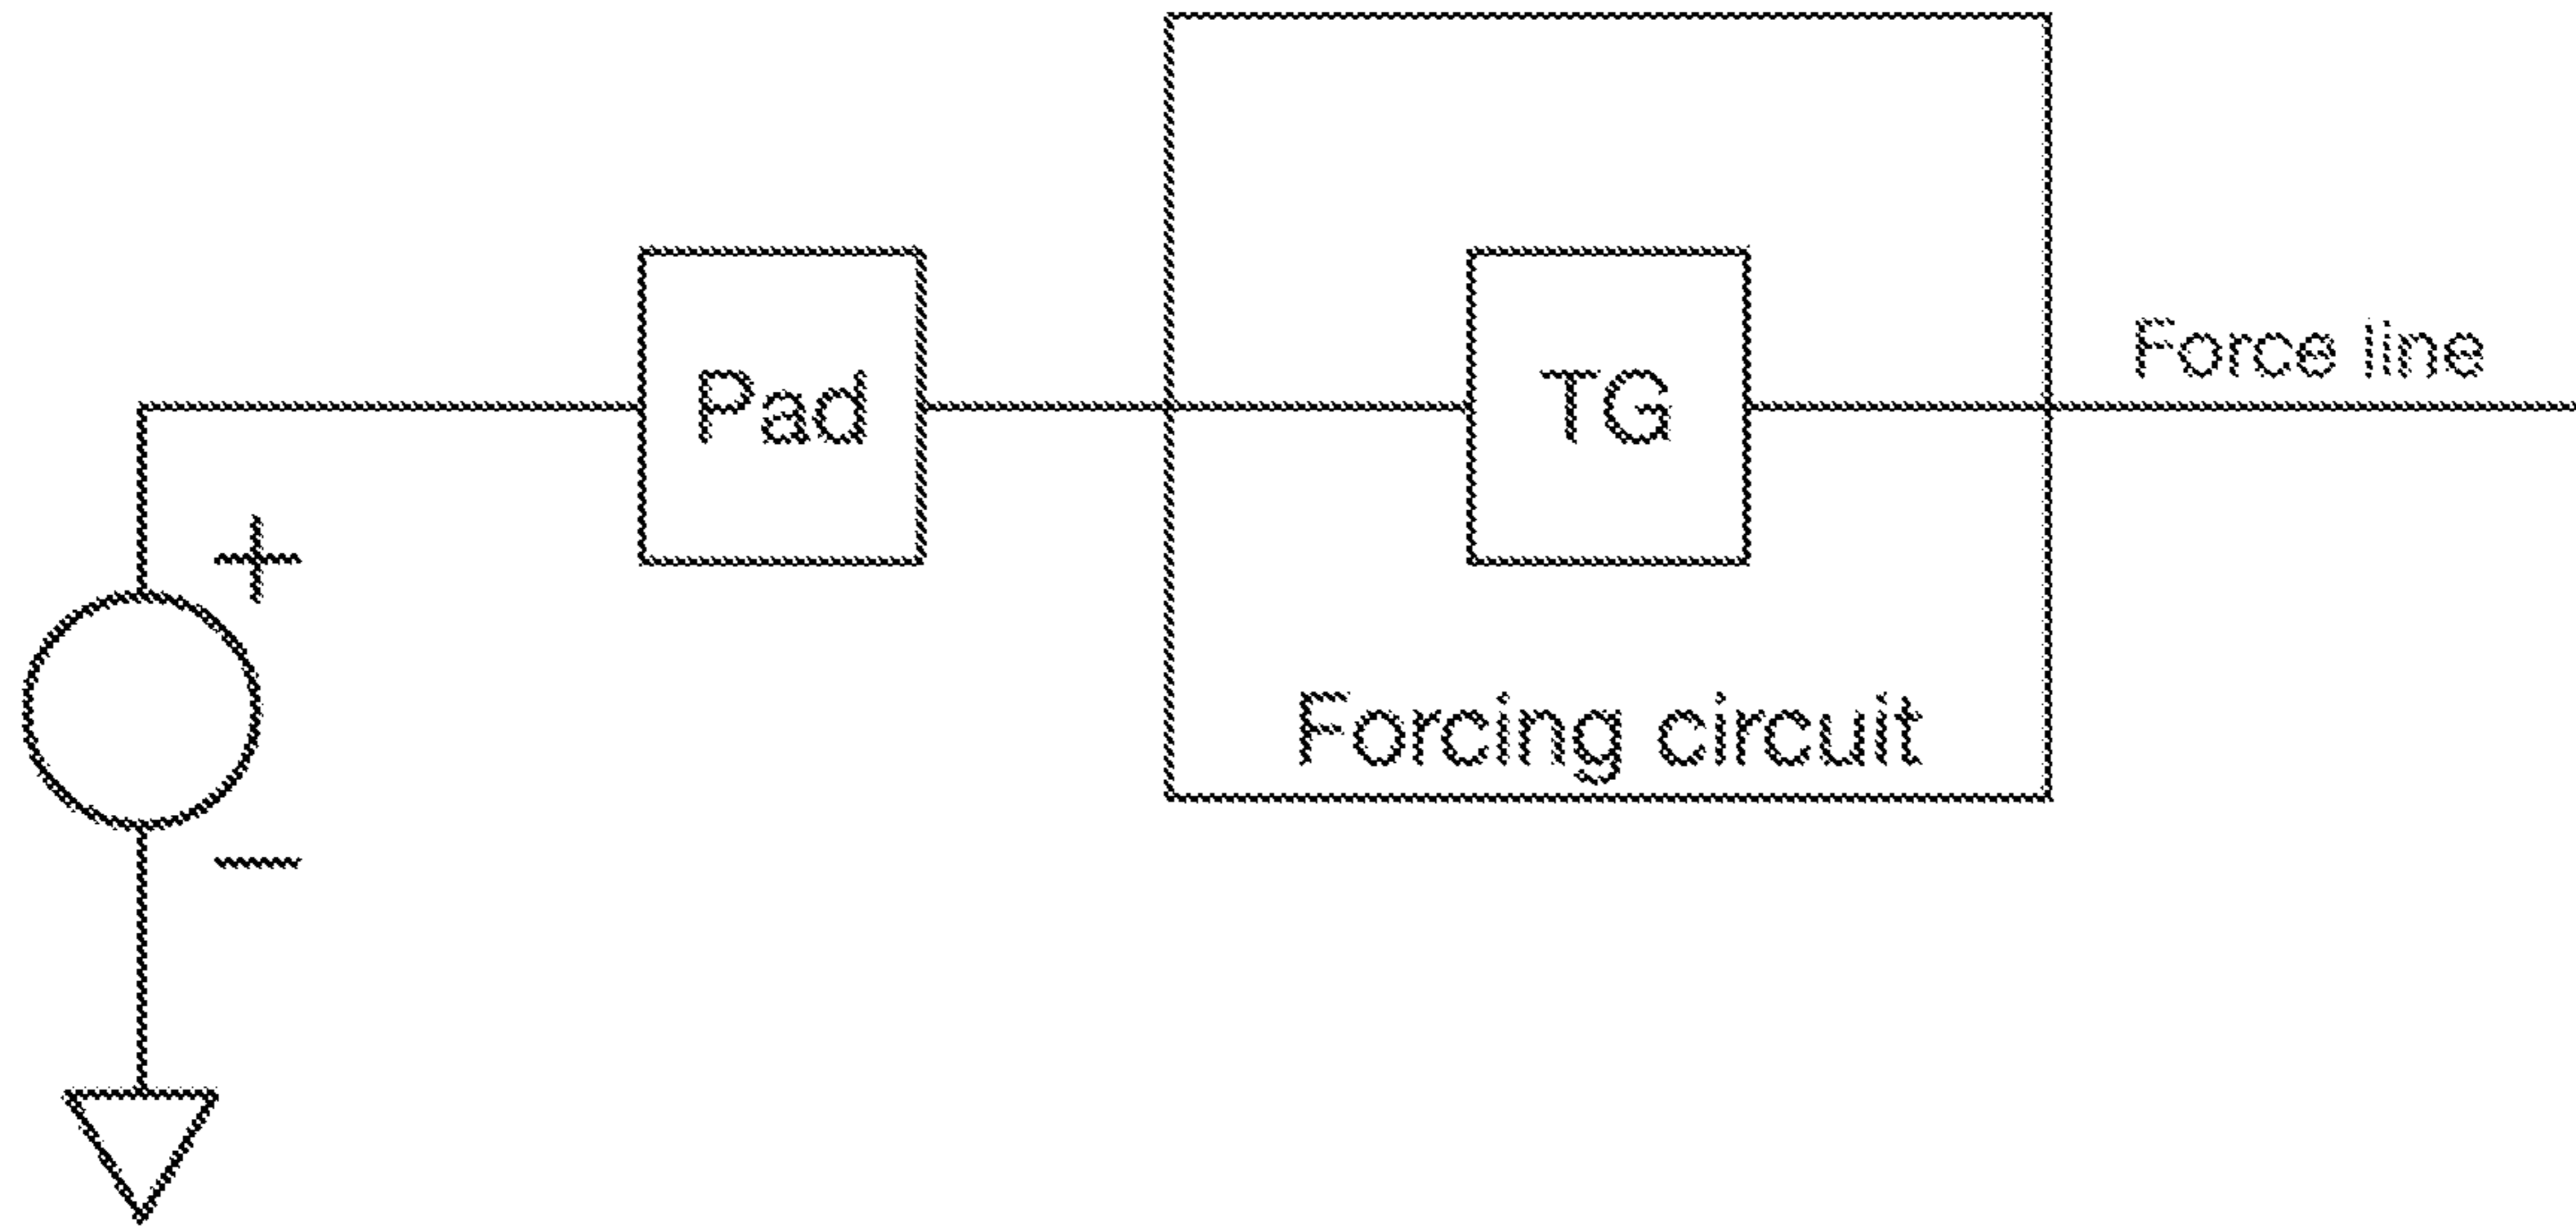 Force line
Pad
TG
+
Forcing circuit
−